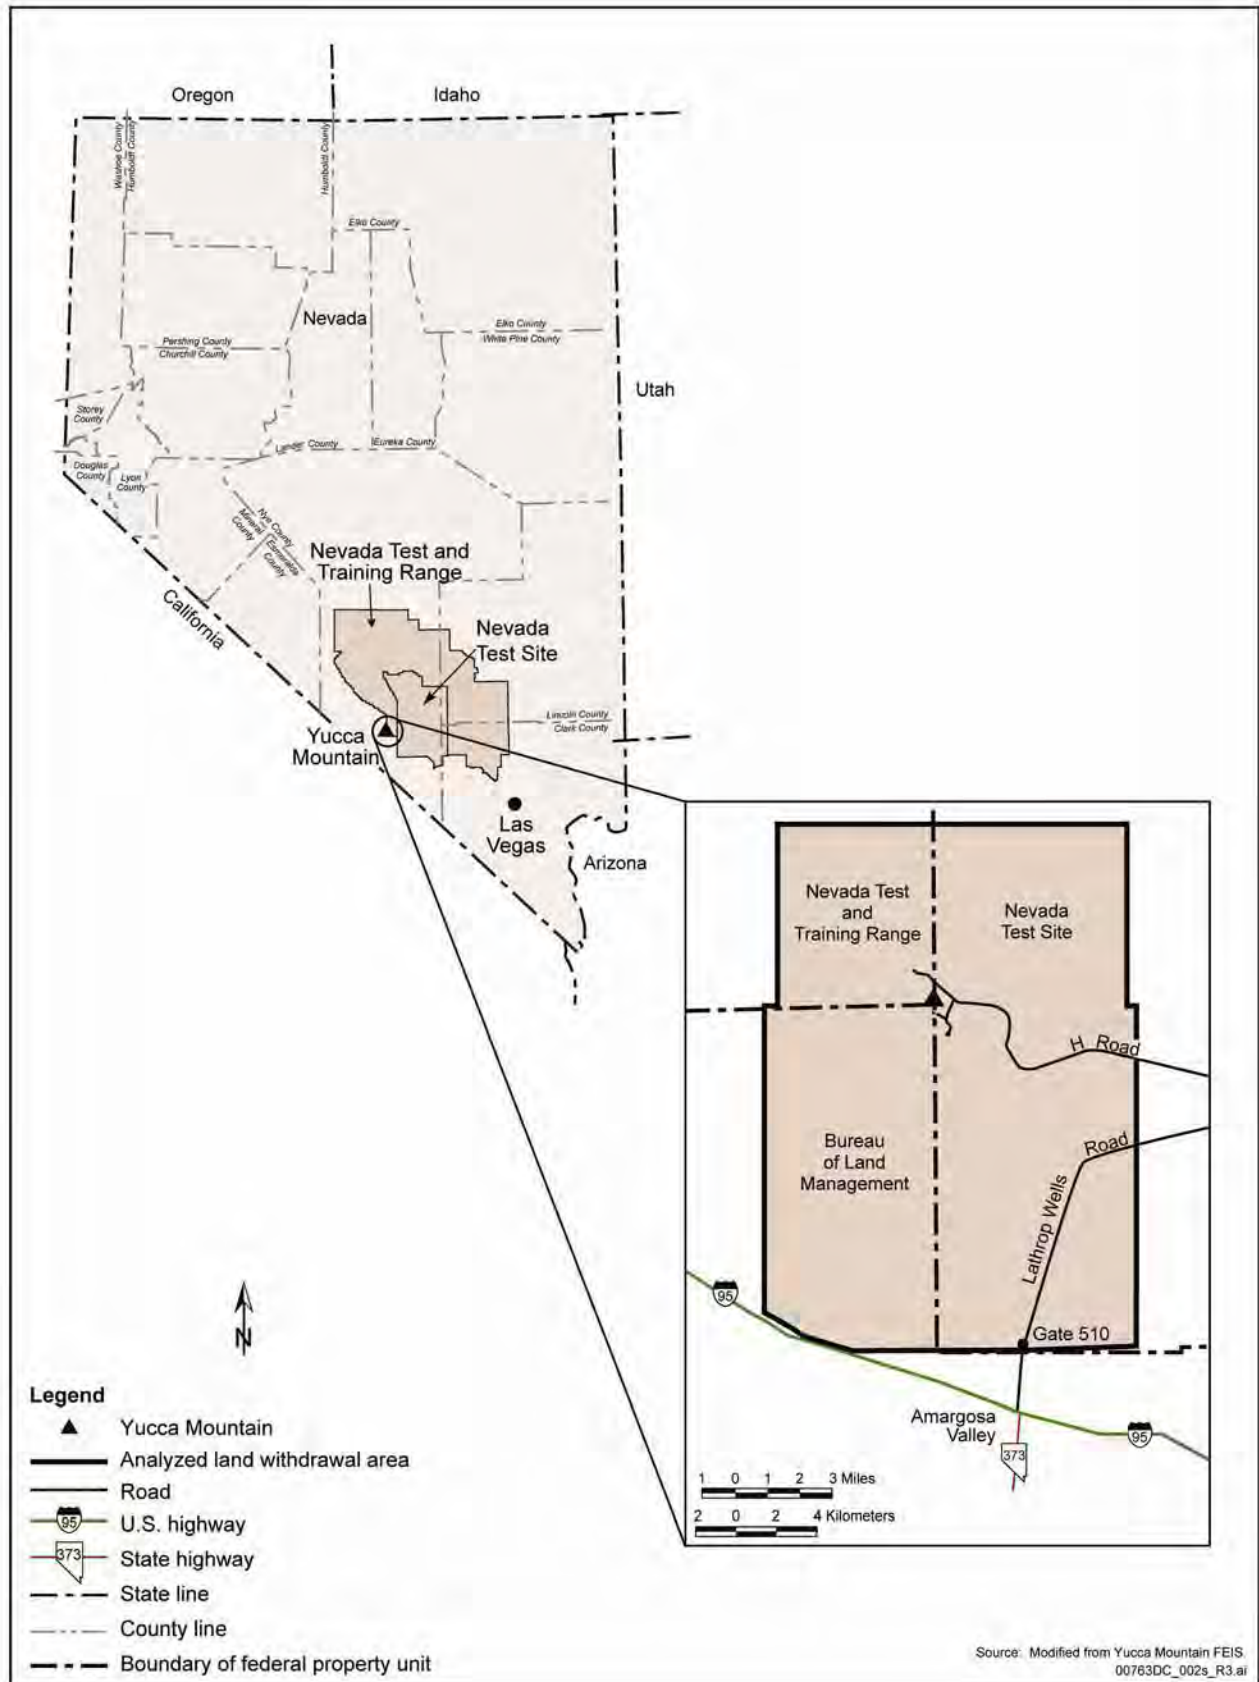 Oregon
Idaho
Washoe County
Humboldt County
Humboldt County
Elko County
Nevada
Elko County
White Pine County
Pershing County
Churchill County
Utah
Storey
County
Lander County
Eureka County
Douglas
County
Lyon
County
Nye County
Mineral
County
Esmeralda
County
Nevada Test and
Training Range
California
Nevada
Test Site
Lincoln County
Clark County
Yucca
Mountain
Las
Vegas
Arizona
Nevada Test
and
Training Range
Nevada
Test Site
H Road
Bureau
of Land
Management
Road
Lathrop Wells
95
Gate 510
Amargosa
Valley
95
373
1 0 1 2 3 Miles
2 0 2 4 Kilometers
N
Legend
Yucca Mountain
Analyzed land withdrawal area
Road
95 U.S. highway
373 State highway
State line
County line
Boundary of federal property unit
Source: Modified from Yucca Mountain FEIS.
00763DC_002s_R3.ai